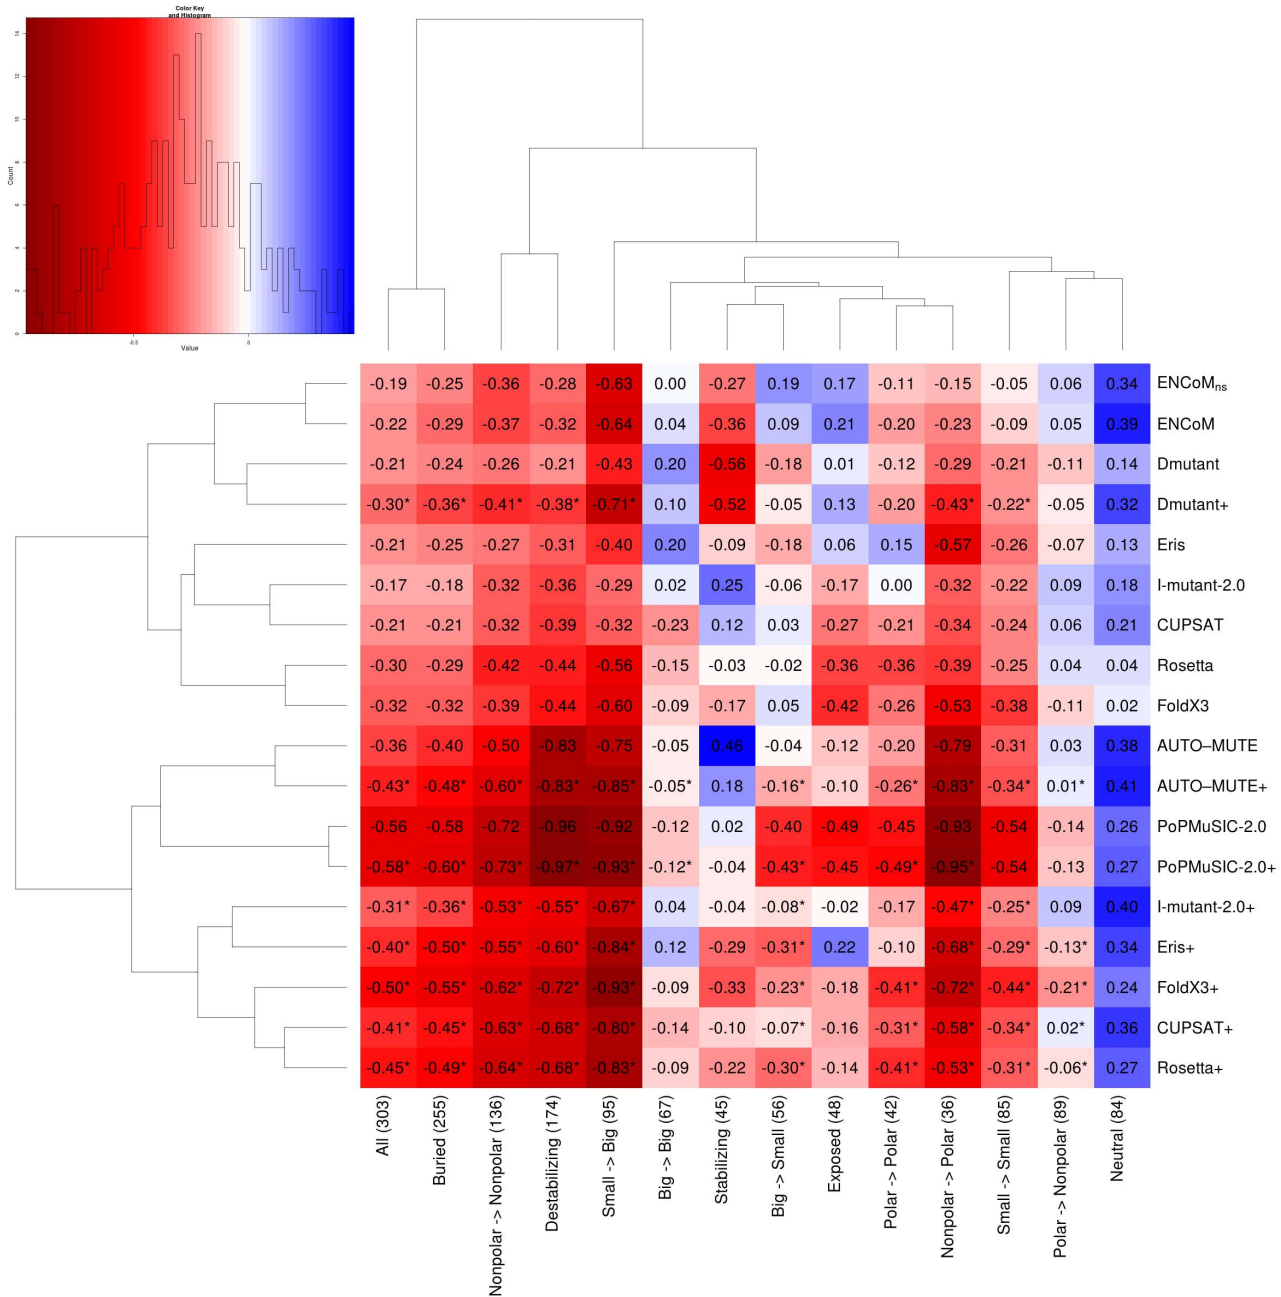 Color Key
and Histogram
Count
14
12
10
8
6
4
2
0
-0.5 0
Value
-0.19 -0.25 -0.36 -0.28 -0.63 0.00 -0.27 0.19 0.17 -0.11 -0.15 -0.05 0.06 0.34 ENCoMns
-0.22 -0.29 -0.37 -0.32 -0.64 0.04 -0.36 0.09 0.21 -0.20 -0.23 -0.09 0.05 0.39 ENCoM
-0.21 -0.24 -0.26 -0.21 -0.43 0.20 -0.56 -0.18 0.01 -0.12 -0.29 -0.21 -0.11 0.14 Dmutant
-0.30* -0.36* -0.41* -0.38* -0.71* 0.10 -0.52 -0.05 0.13 -0.20 -0.43* -0.22* -0.05 0.32 Dmutant+
-0.21 -0.25 -0.27 -0.31 -0.40 0.20 -0.09 -0.18 0.06 0.15 -0.57 -0.26 -0.07 0.13 Eris
-0.17 -0.18 -0.32 -0.36 -0.29 0.02 0.25 -0.06 -0.17 0.00 -0.32 -0.22 0.09 0.18 I-mutant-2.0
-0.21 -0.21 -0.32 -0.39 -0.32 -0.23 0.12 0.03 -0.27 -0.21 -0.34 -0.24 0.06 0.21 CUPSAT
-0.30 -0.29 -0.42 -0.44 -0.56 -0.15 -0.03 -0.02 -0.36 -0.36 -0.39 -0.25 0.04 0.04 Rosetta
-0.32 -0.32 -0.39 -0.44 -0.60 -0.09 -0.17 0.05 -0.42 -0.26 -0.53 -0.38 -0.11 0.02 FoldX3
-0.36 -0.40 -0.50 -0.83 -0.75 -0.05 0.46 -0.04 -0.12 -0.20 -0.79 -0.31 0.03 0.38 AUTO–MUTE
-0.43* -0.48* -0.60* -0.83* -0.85* -0.05* 0.18 -0.16* -0.10 -0.26* -0.83* -0.34* 0.01* 0.41 AUTO–MUTE+
-0.56 -0.58 -0.72 -0.96 -0.92 -0.12 0.02 -0.40 -0.49 -0.45 -0.93 -0.54 -0.14 0.26 PoPMuSIC-2.0
-0.58* -0.60* -0.73* -0.97* -0.93* -0.12* -0.04 -0.43* -0.45 -0.49* -0.95* -0.54 -0.13 0.27 PoPMuSIC-2.0+
-0.31* -0.36* -0.53* -0.55* -0.67* 0.04 -0.04 -0.08* -0.02 -0.17 -0.47* -0.25* 0.09 0.40 I-mutant-2.0+
-0.40* -0.50* -0.55* -0.60* -0.84* 0.12 -0.29 -0.31* 0.22 -0.10 -0.68* -0.29* -0.13* 0.34 Eris+
-0.50* -0.55* -0.62* -0.72* -0.93* -0.09 -0.33 -0.23* -0.18 -0.41* -0.72* -0.44* -0.21* 0.24 FoldX3+
-0.41* -0.45* -0.63* -0.68* -0.80* -0.14 -0.10 -0.07* -0.16 -0.31* -0.58* -0.34* 0.02* 0.36 CUPSAT+
-0.45* -0.49* -0.64* -0.68* -0.83* -0.09 -0.22 -0.30* -0.14 -0.41* -0.53* -0.31* -0.06* 0.27 Rosetta+
All (303)
Buried (255)
Nonpolar -> Nonpolar (136)
Destabilizing (174)
Small -> Big (95)
Big -> Big (67)
Stabilizing (45)
Big -> Small (56)
Exposed (48)
Polar -> Polar (42)
Nonpolar -> Polar (36)
Small -> Small (85)
Polar -> Nonpolar (89)
Neutral (84)